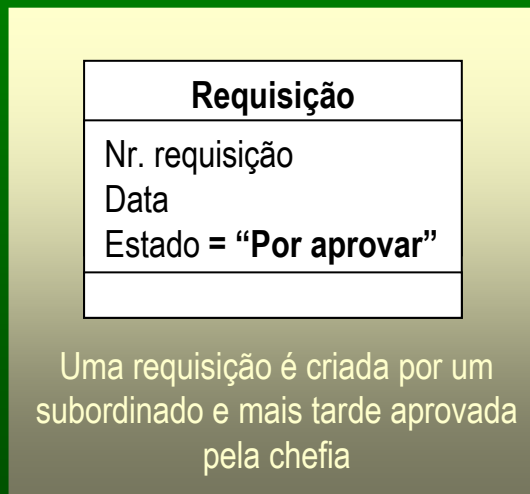 Requisição
Nr. requisição
Data
Estado = “Por aprovar”
Uma requisição é criada por um
subordinado e mais tarde aprovada
pela chefia